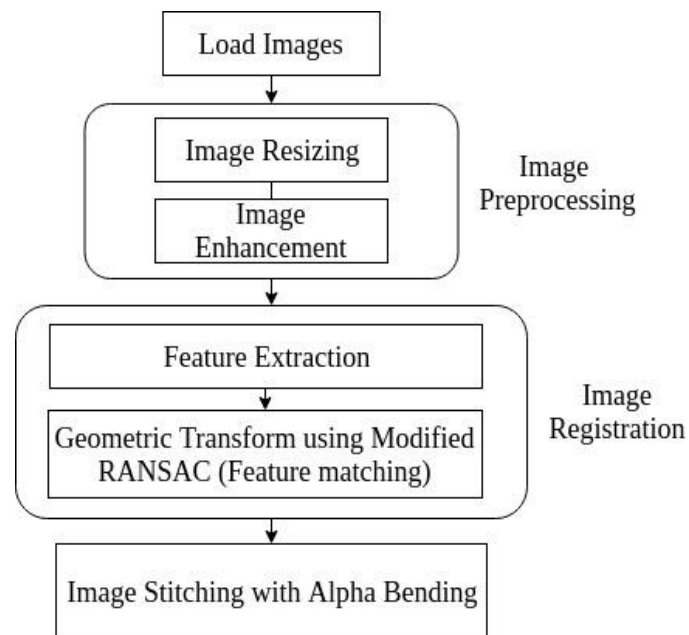 Load Images
Image Resizing
Image
Enhancement
Image
Preprocessing
Feature Extraction
Geometric Transform using Modified
RANSAC (Feature matching)
Image
Registration
Image Stitching with Alpha Bending